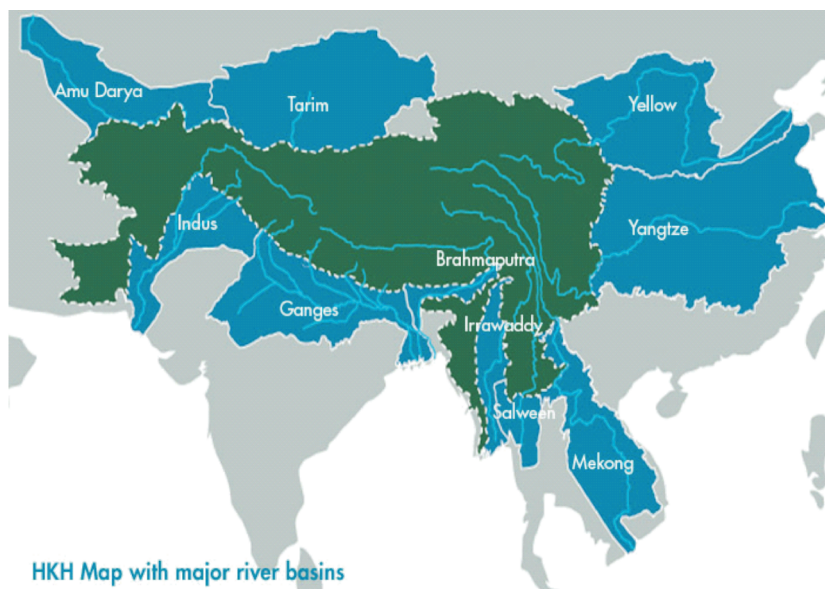 Amu Darya
Tarim
Yellow
Indus
Yangtze
Brahmaputra
Ganges
Irrawaddy
Salween
Mekong
HKH Map with major river basins